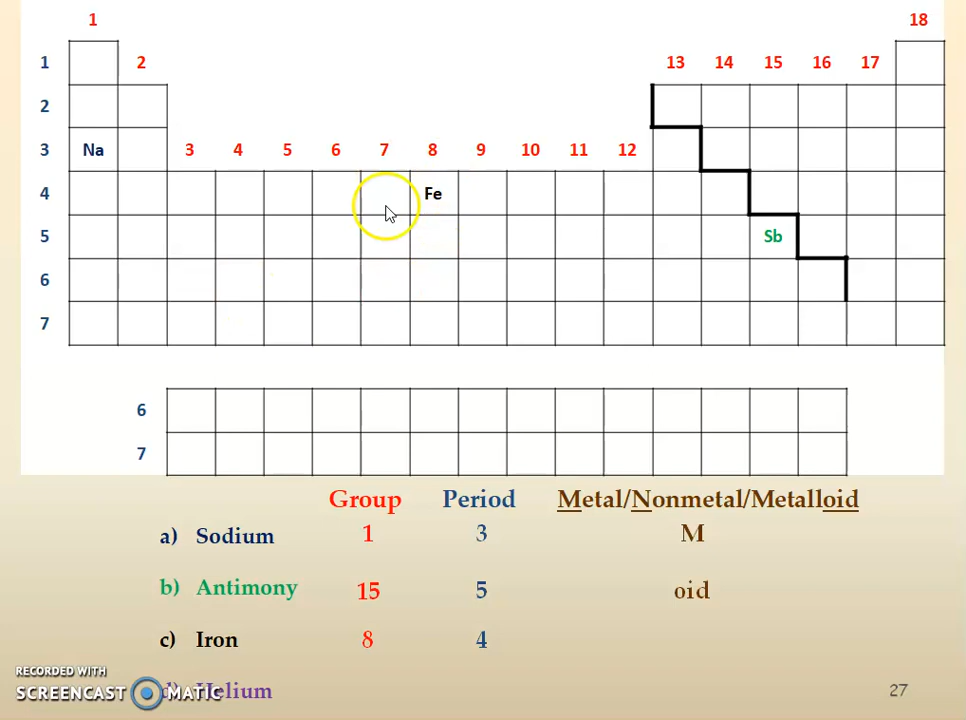 1 18
1 2 13 14 15 16 17
2
3 Na 3 4 5 6 7 8 9 10 11 12
4 Fe
5 Sb
6
7
6
7
Group Period Metal/Nonmetal/Metalloid
a) Sodium 1 3 M
b) Antimony 15 5 oid
c) Iron 8 4
RECORDED WITH
SCREENCAST MATIC
d) Helium
27